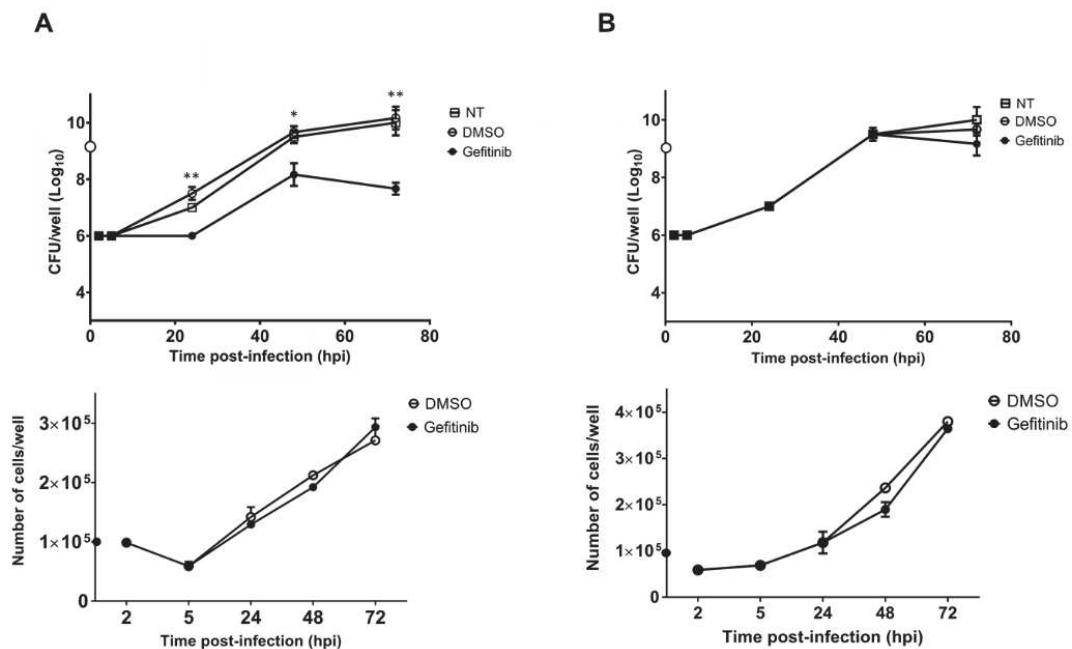 A
**
*
**
NT
DMSO
Gefitinib
10
8
6
4
CFU/well (Log₁₀)
0
20
40
60
80
Time post-infection (hpi)
B
NT
DMSO
Gefitinib
10
8
6
4
CFU/well (Log₁₀)
0
20
40
60
80
Time post-infection (hpi)
DMSO
Gefitinib
3×10⁵
2×10⁵
1×10⁵
0
Number of cells/well
2
5
24
48
72
Time post-infection (hpi)
DMSO
Gefitinib
4×10⁵
3×10⁵
2×10⁵
1×10⁵
0
Number of cells/well
2
5
24
48
72
Time post-infection (hpi)